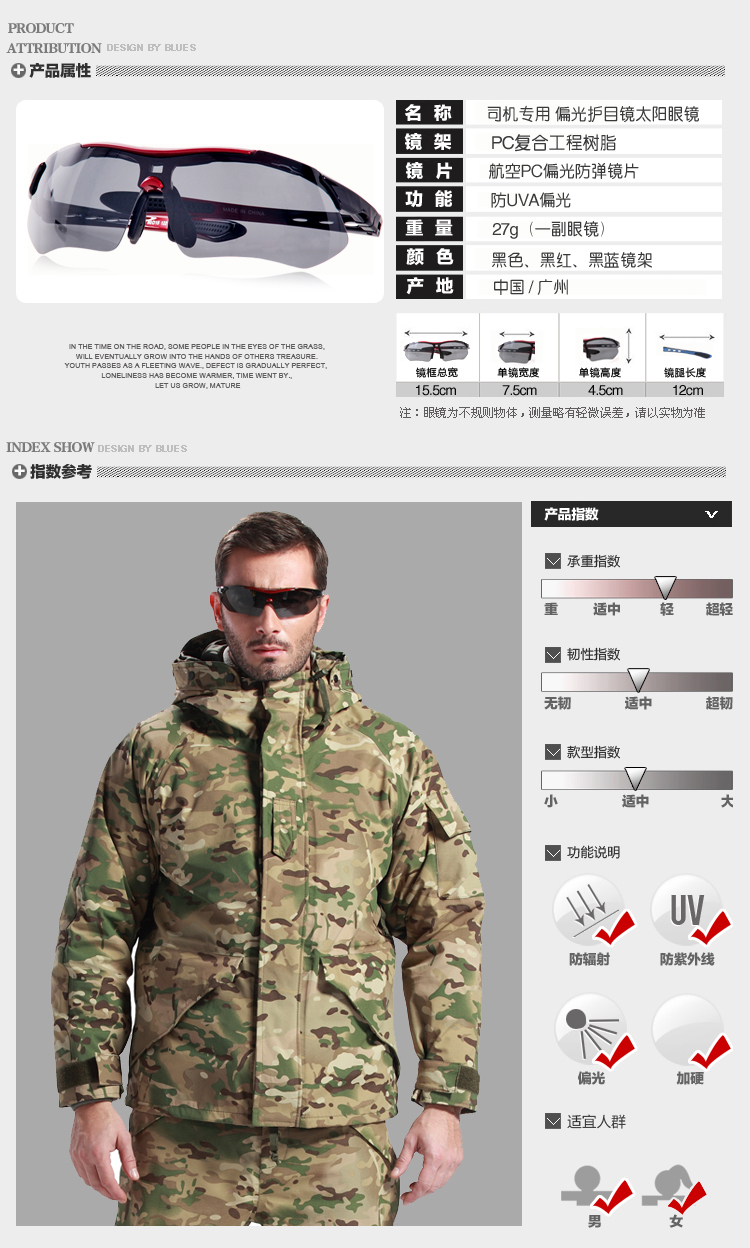 PRODUCT
ATTRIBUTION DESIGN BY BLUES
产品属性
名 称 司机专用 偏光护目镜太阳眼镜
镜 架 PC复合工程树脂
镜 片 航空PC偏光防弹镜片
功 能 防UVA偏光
重 量 27g（一副眼镜）
颜 色 黑色、黑红、黑蓝镜架
产 地 中国 / 广州
IN THE TIME ON THE ROAD, SOME PEOPLE IN THE EYES OF THE GRASS,
WILL EVENTUALLY GROW INTO THE HANDS OF OTHERS TREASURE.
YOUTH PASSES AS A FLEETING WAVE., DEFECT IS GRADUALLY PERFECT,
LONELINESS HAS BECOME WARMER, TIME WENT BY.,
LET US GROW, MATURE
镜框总宽 单镜宽度 单镜高度 镜腿长度
15.5cm 7.5cm 4.5cm 12cm
注：眼镜为不规则物体，测量略有轻微误差，请以实物为准
INDEX SHOW DESIGN BY BLUES
指数参考
产品指数
承重指数
重 适中 轻 超轻
韧性指数
无韧 适中 超韧
款型指数
小 适中 大
功能说明
UV
防辐射 防紫外线
偏光 加硬
适宜人群
男 女